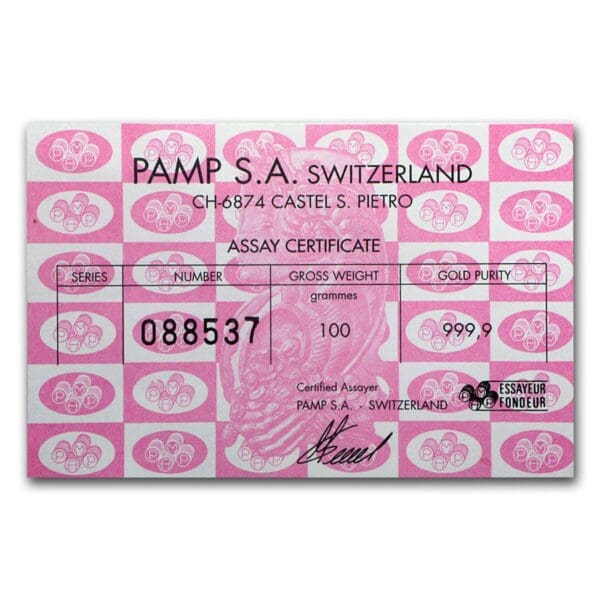 PAMP S.A. SWITZERLAND
CH-6874 CASTEL S. PIETRO
ASSAY CERTIFICATE
SERIES NUMBER GROSS WEIGHT GOLD PURITY
grammes
088537 100 999,9
Certified Assayer
PAMP S.A. - SWITZERLAND
ESSAYEUR
FONDEUR